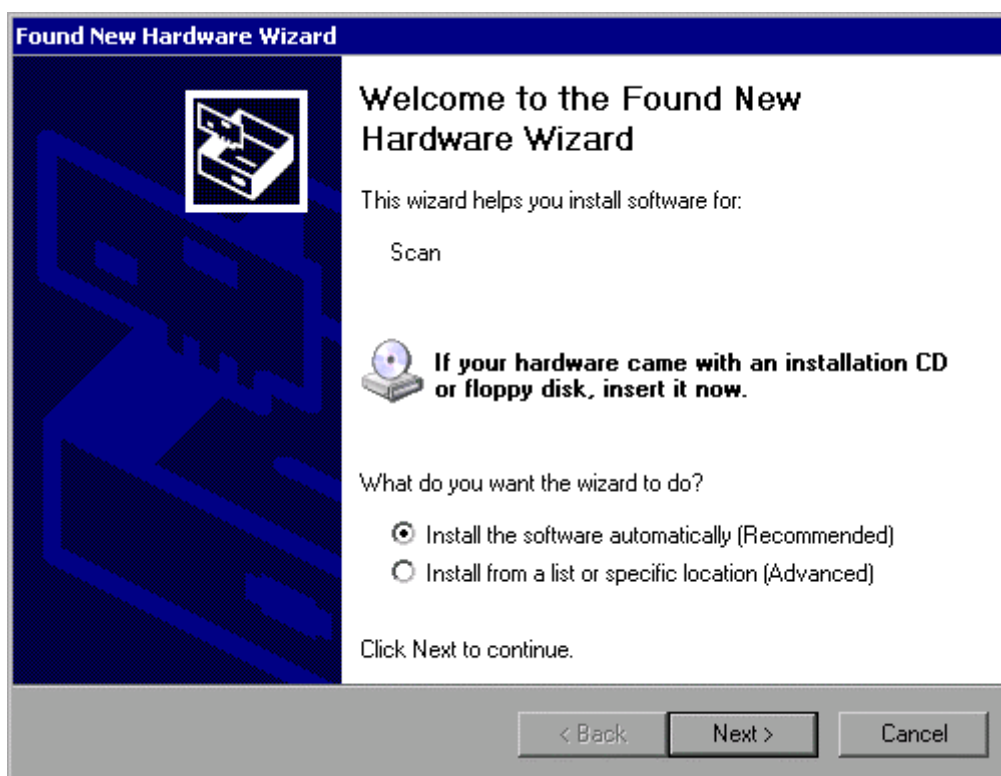 Found New Hardware Wizard
Welcome to the Found New
Hardware Wizard
This wizard helps you install software for:
Scan
If your hardware came with an installation CD
or floppy disk, insert it now.
What do you want the wizard to do?
Install the software automatically (Recommended)
Install from a list or specific location (Advanced)
Click Next to continue.
< Back
Next >
Cancel